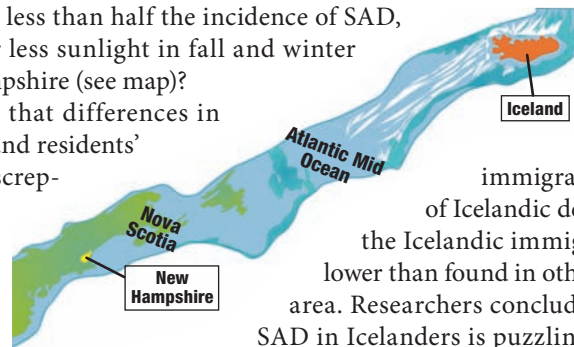 less than half the incidence of SAD,
r less sunlight in fall and winter
mpshire (see map)?
that differences in
and residents'
screp-
immigra
of Icelandic de
the Icelandic immig
lower than found in oth
area. Researchers conclud
SAD in Icelanders is puzzlin
Iceland
Atlantic Mid
Ocean
Nova
Scotia
New
Hampshire